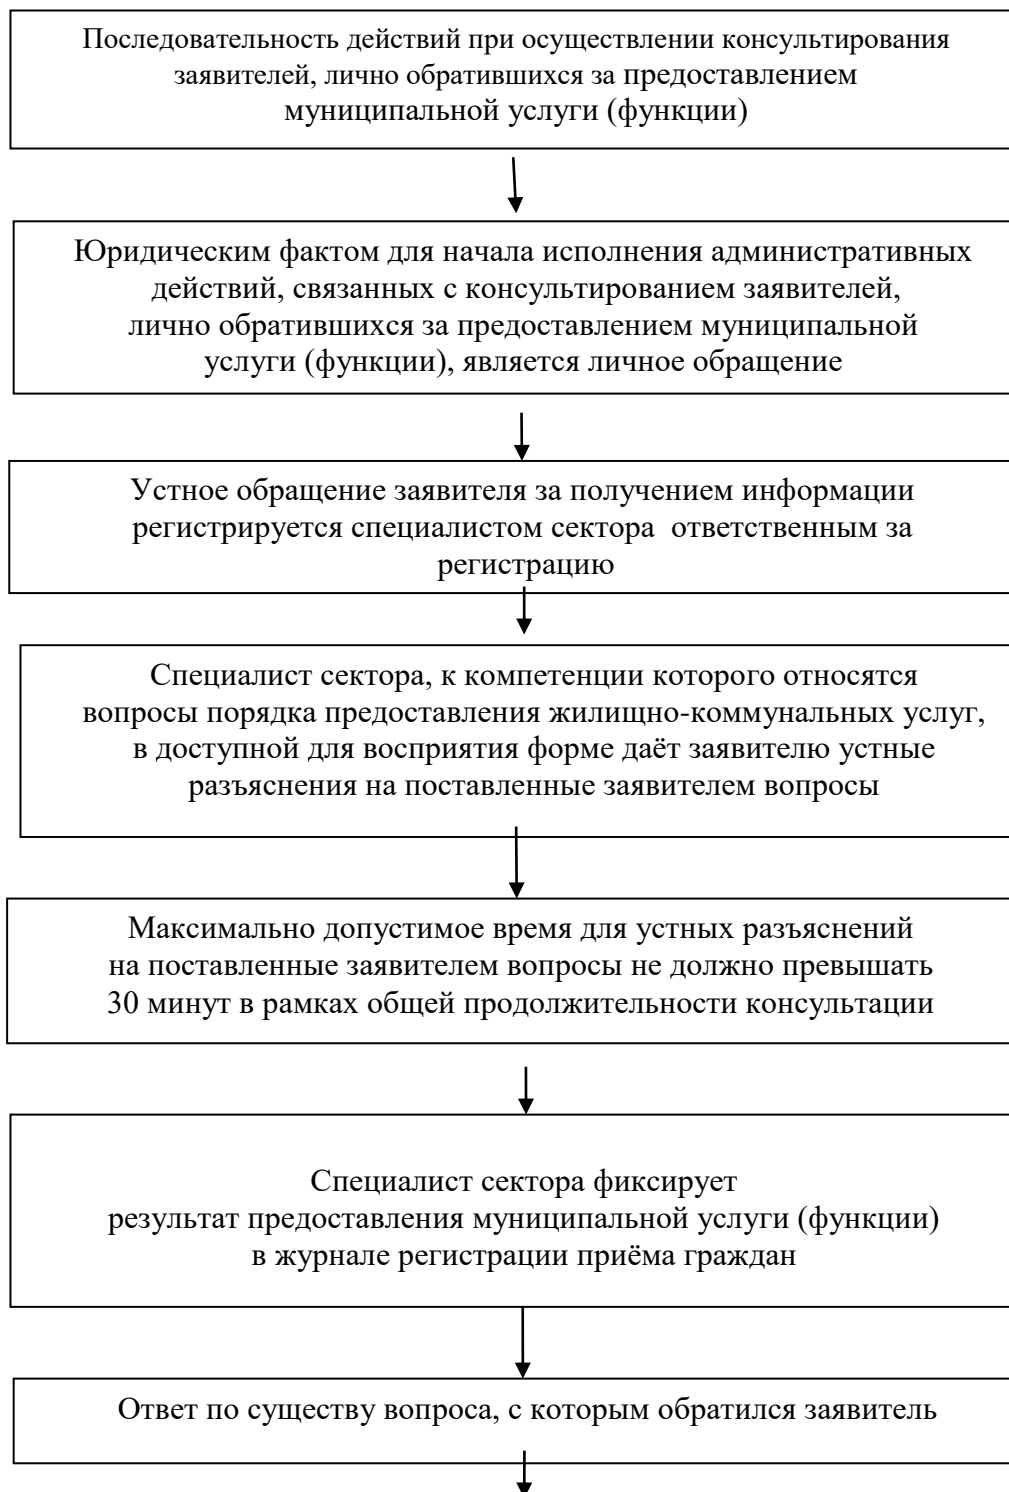 Последовательность действий при осуществлении консультирования
заявителей, лично обратившихся за предоставлением
муниципальной услуги (функции)
Юридическим фактом для начала исполнения административных
действий, связанных с консультированием заявителей,
лично обратившихся за предоставлением муниципальной
услуги (функции), является личное обращение
Устное обращение заявителя за получением информации
регистрируется специалистом сектора ответственным за
регистрацию
Специалист сектора, к компетенции которого относятся
вопросы порядка предоставления жилищно-коммунальных услуг,
в доступной для восприятия форме даёт заявителю устные
разъяснения на поставленные заявителем вопросы
Максимально допустимое время для устных разъяснений
на поставленные заявителем вопросы не должно превышать
30 минут в рамках общей продолжительности консультации
Специалист сектора фиксирует
результат предоставления муниципальной услуги (функции)
в журнале регистрации приёма граждан
Ответ по существу вопроса, с которым обратился заявитель